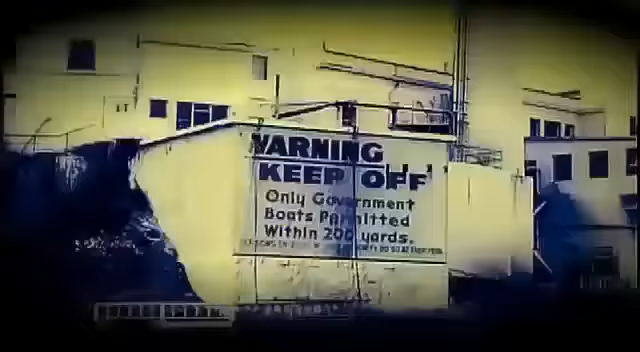 WARNING
KEEP OFF
Only Government
Boats Permitted
Within 200 yards.